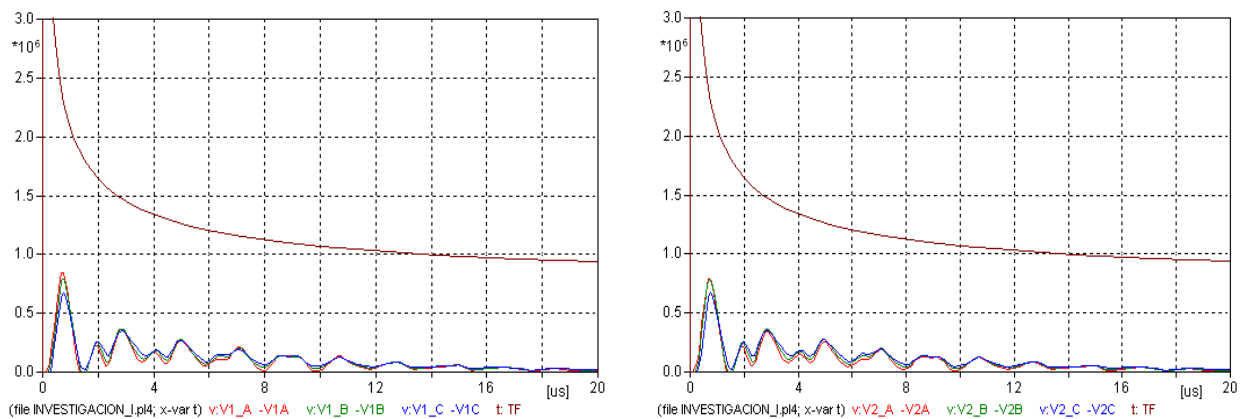 3.0
*10⁶
2.5
2.0
1.5
1.0
0.5
0.0
0 4 8 12 16 20
[us]
(file INVESTIGACION_I.pl4; x-var t) v:V1_A -V1A v:V1_B -V1B v:V1_C -V1C t: TF
3.0
*10⁶
2.5
2.0
1.5
1.0
0.5
0.0
0 4 8 12 16 20
[us]
(file INVESTIGACION_I.pl4; x-var t) v:V2_A -V2A v:V2_B -V2B v:V2_C -V2C t: TF